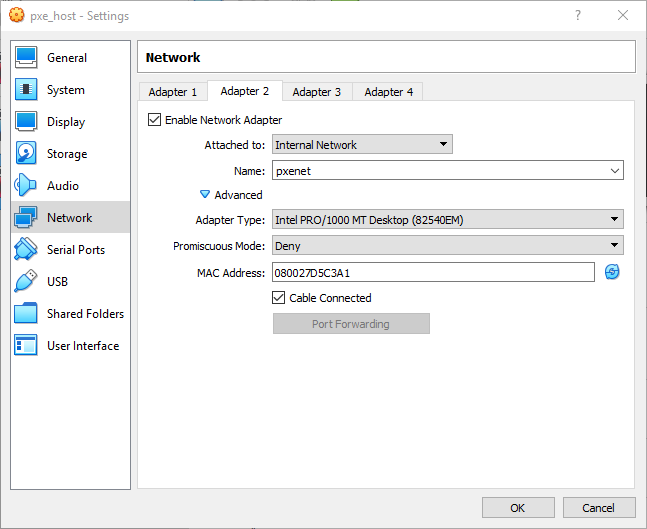 pxe_host - Settings
?
General
System
Display
Storage
Audio
Network
Serial Ports
USB
Shared Folders
User Interface
Network
Adapter 1 Adapter 2 Adapter 3 Adapter 4
Enable Network Adapter
Attached to: Internal Network
Name: pxenet
Advanced
Adapter Type: Intel PRO/1000 MT Desktop (82540EM)
Promiscuous Mode: Deny
MAC Address: 080027D5C3A1
Cable Connected
Port Forwarding
OK Cancel